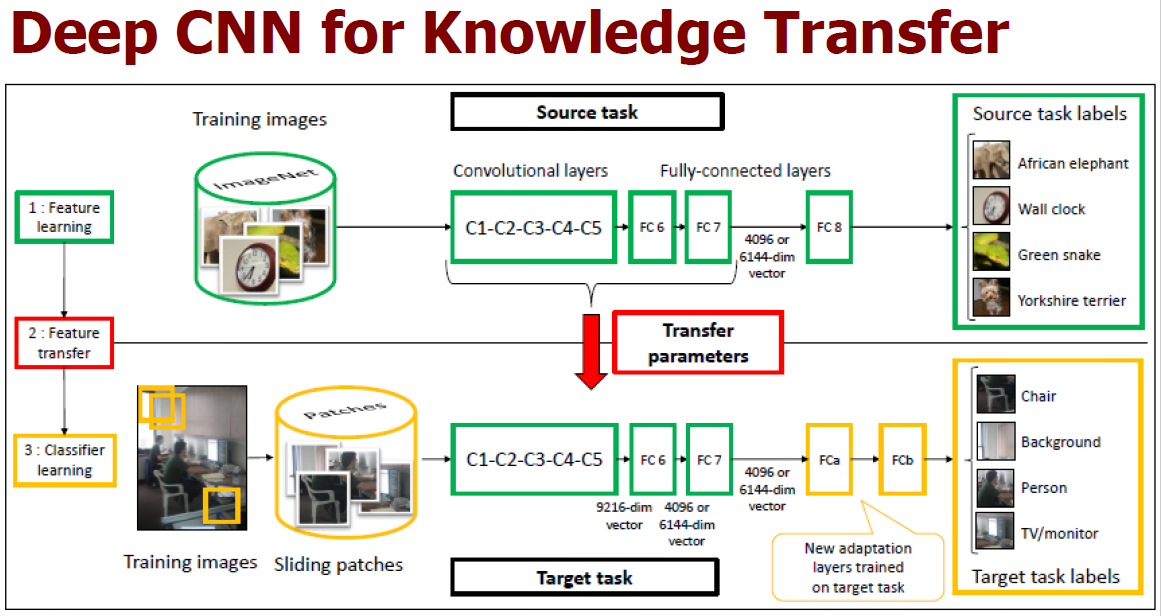 Deep CNN for Knowledge Transfer
Source task
Training images
Source task labels
ImageNet
Convolutional layers
Fully-connected layers
African elephant
1 : Feature
learning
C1-C2-C3-C4-C5
FC 6
FC 7
4096 or
6144-dim
vector
FC 8
Wall clock
Green snake
Yorkshire terrier
2 : Feature
transfer
Transfer
parameters
3 : Classifier
learning
Training images
Patches
Sliding patches
C1-C2-C3-C4-C5
9216-dim
vector
FC 6
4096 or
6144-dim
vector
FC 7
4096 or
6144-dim
vector
FCa
FCb
New adaptation
layers trained
on target task
Chair
Background
Person
TV/monitor
Target task labels
Target task